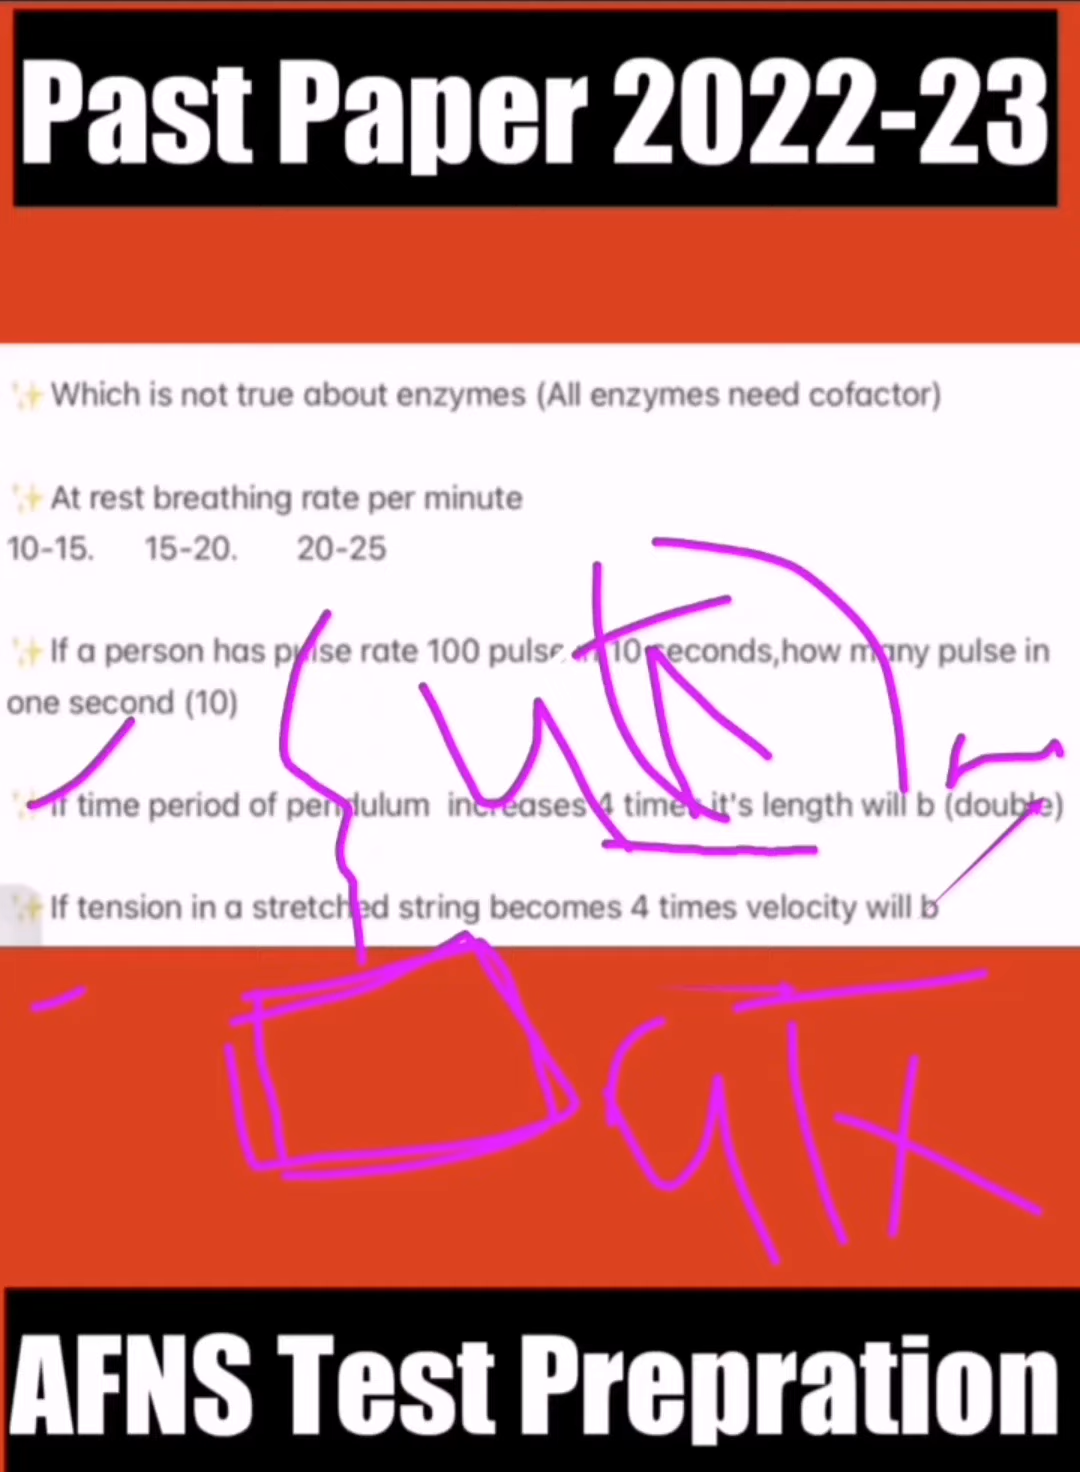 Past Paper 2022-23
✨ Which is not true about enzymes (All enzymes need cofactor)
✨ At rest breathing rate per minute
10-15. 15-20. 20-25
✨ If a person has pulse rate 100 pulse in 10 seconds,how many pulse in
one second (10)
✨ If time period of pendulum increases 4 times it's length will b (double)
✨ If tension in a stretched string becomes 4 times velocity will b
AFNS Test Prepration